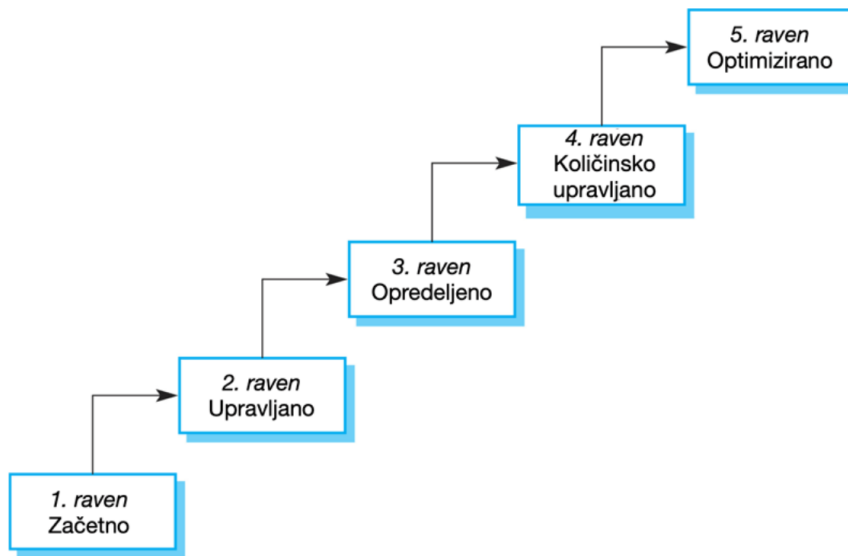 5. raven
Optimizirano
4. raven
Količinsko
upravljano
3. raven
Opredeljeno
2. raven
Upravljano
1. raven
Začetno